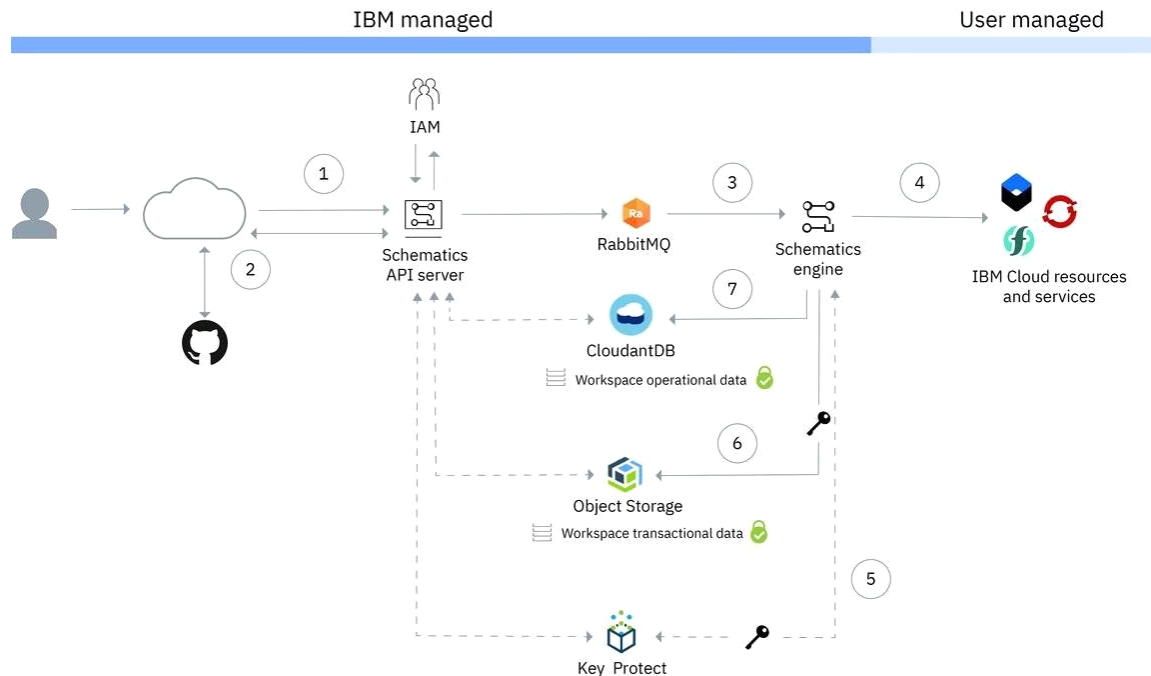 IBM managed
User managed
IAM
1
3
4
Ra
RabbitMQ
Schematics
API server
Schematics
engine
2
7
IBM Cloud resources
and services
CloudantDB
Workspace operational data
6
Object Storage
Workspace transactional data
5
Key Protect